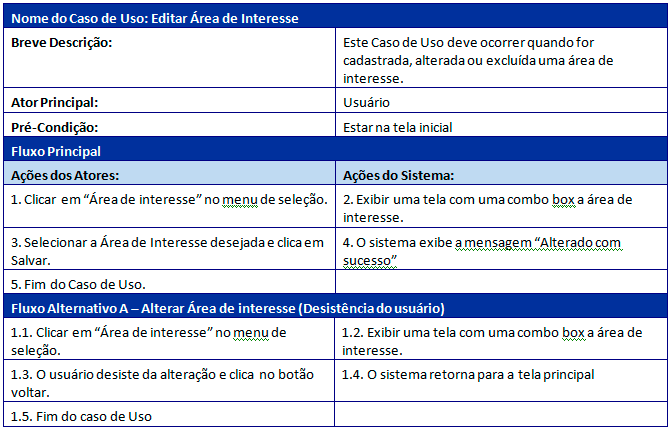 Nome do Caso de Uso: Editar Área de Interesse
Breve Descrição:
Este Caso de Uso deve ocorrer quando for
cadastrada, alterada ou excluída uma área de
interesse.
Ator Principal:
Usuário
Pré-Condição:
Estar na tela inicial
Fluxo Principal
Ações dos Atores:
Ações do Sistema:
1. Clicar em “Área de interesse” no menu de seleção.
2. Exibir uma tela com uma combo box a área de
interesse.
3. Selecionar a Área de Interesse desejada e clica em
Salvar.
4. O sistema exibe a mensagem “Alterado com
sucesso”
5. Fim do Caso de Uso.
Fluxo Alternativo A – Alterar Área de interesse (Desistência do usuário)
1.1. Clicar em “Área de interesse” no menu de
seleção.
1.2. Exibir uma tela com uma combo box a área de
interesse.
1.3. O usuário desiste da alteração e clica no botão
voltar.
1.4. O sistema retorna para a tela principal
1.5. Fim do caso de Uso